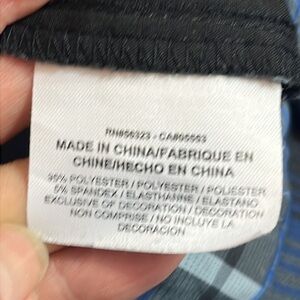 RN#56323 - CA#05553
MADE IN CHINA/FABRIQUE EN
CHINE/HECHO EN CHINA
95% POLYESTER / POLYESTER / POLIESTER
5% SPANDEX / ELASTHANNE / ELASTANO
EXCLUSIVE OF DECORATION / DECORATION
NON COMPRISE / NO INCLUYE LA
DECORACION